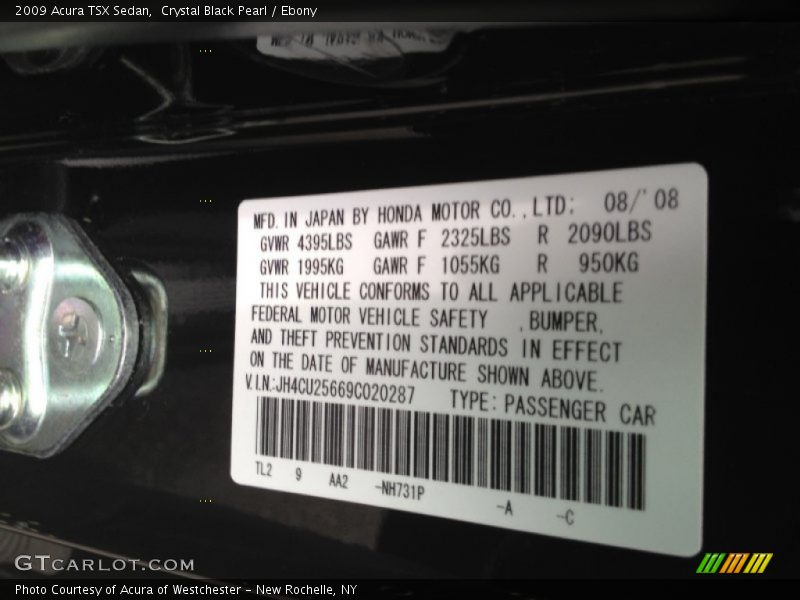 2009 Acura TSX Sedan, Crystal Black Pearl / Ebony
MFD. IN JAPAN BY HONDA MOTOR CO., LTD: 08/'08
GVWR 4395LBS GAWR F 2325LBS R 2090LBS
GVWR 1995KG GAWR F 1055KG R 950KG
THIS VEHICLE CONFORMS TO ALL APPLICABLE
FEDERAL MOTOR VEHICLE SAFETY , BUMPER,
AND THEFT PREVENTION STANDARDS IN EFFECT
ON THE DATE OF MANUFACTURE SHOWN ABOVE.
V.I.N.:JH4CU25669C020287 TYPE: PASSENGER CAR
TL2 9 AA2 -NH731P -A -C
GTCARLOT.COM
Photo Courtesy of Acura of Westchester - New Rochelle, NY